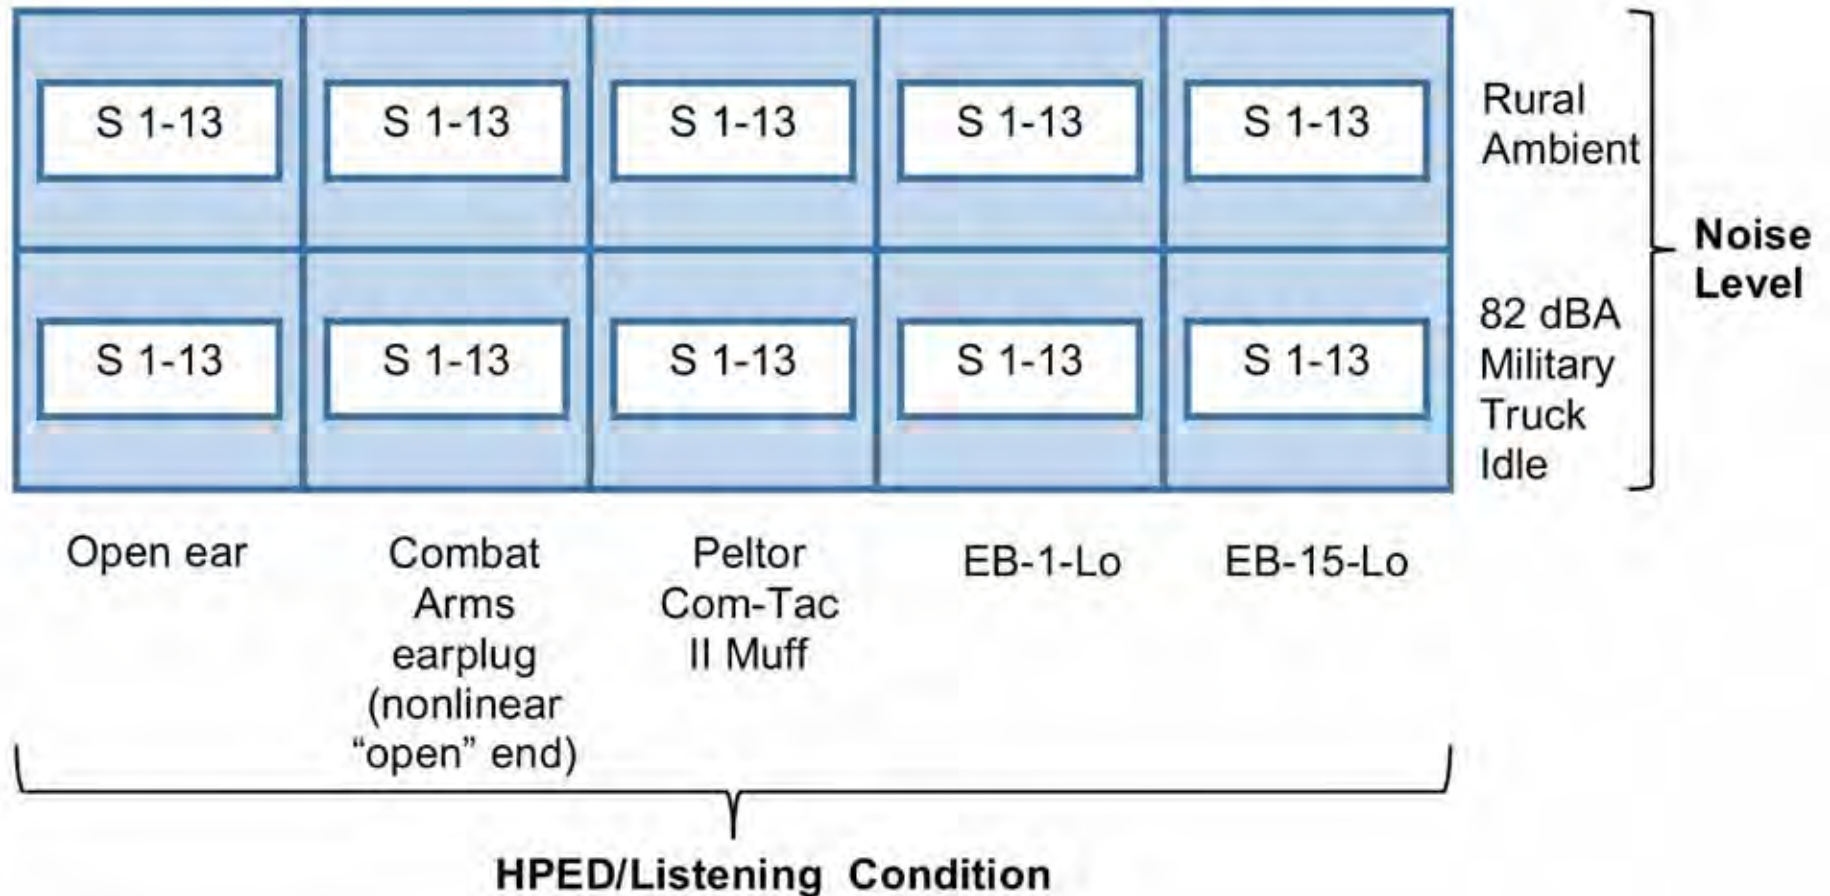 S 1-13 S 1-13 S 1-13 S 1-13 S 1-13
Rural
Ambient
Noise
Level
S 1-13 S 1-13 S 1-13 S 1-13 S 1-13
82 dBA
Military
Truck
Idle
Open ear
Combat
Arms
earplug
(nonlinear
“open” end)
Peltor
Com-Tac
II Muff
EB-1-Lo
EB-15-Lo
HPED/Listening Condition